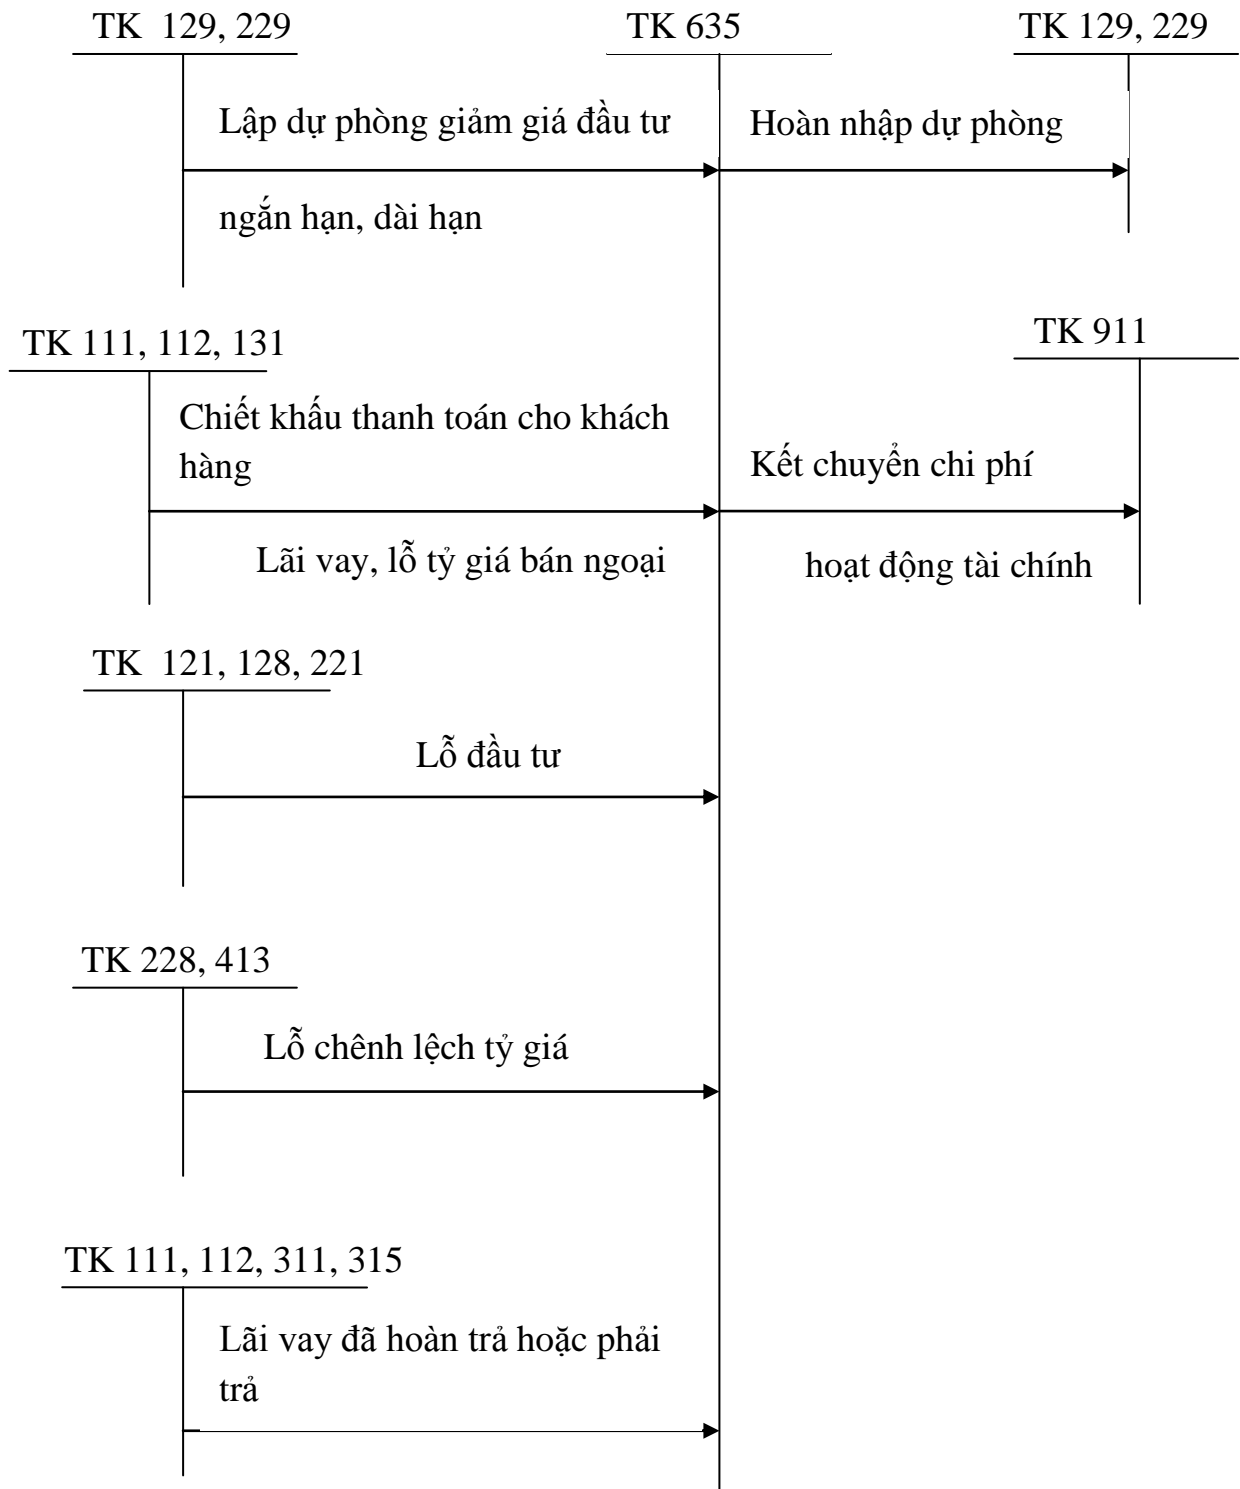 TK 129, 229
TK 635
TK 129, 229
Lập dự phòng giảm giá đầu tư
Hoàn nhập dự phòng
ngắn hạn, dài hạn
TK 111, 112, 131
TK 911
Chiết khấu thanh toán cho khách
hàng
Kết chuyển chi phí
Lãi vay, lỗ tỷ giá bán ngoại
hoạt động tài chính
TK 121, 128, 221
Lỗ đầu tư
TK 228, 413
Lỗ chênh lệch tỷ giá
TK 111, 112, 311, 315
Lãi vay đã hoàn trả hoặc phải
trả